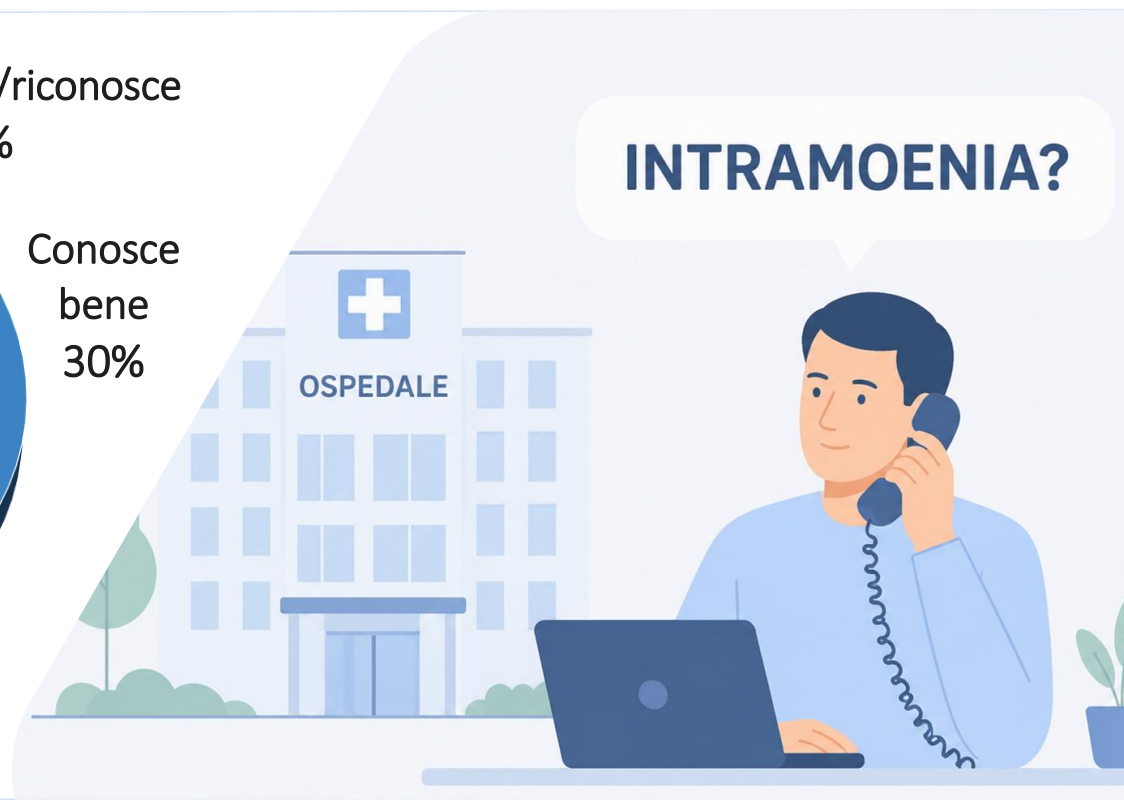 /riconosce
%
Conosce
bene
30%
INTRAMOENIA?
OSPEDALE